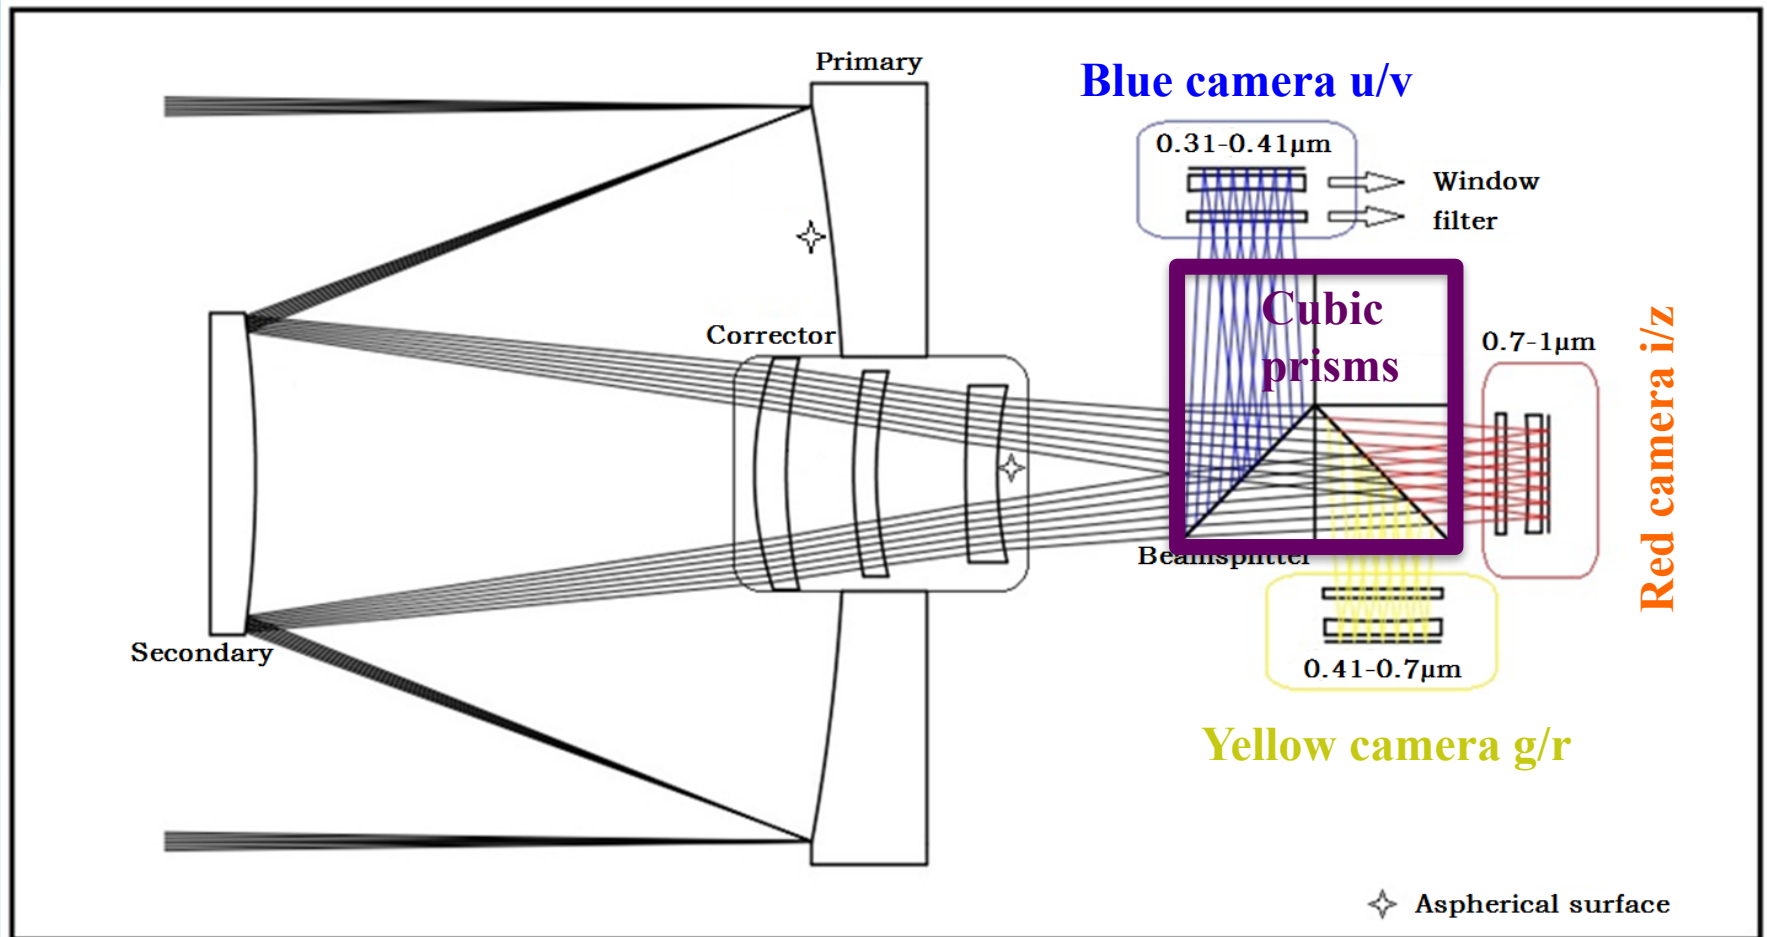 Primary
Blue camera u/v
0.31-0.41μm
Window
filter
Cubic
prisms
Corrector
0.7-1μm
Red camera i/z
Beamsplitter
Secondary
0.41-0.7μm
Yellow camera g/r
Aspherical surface